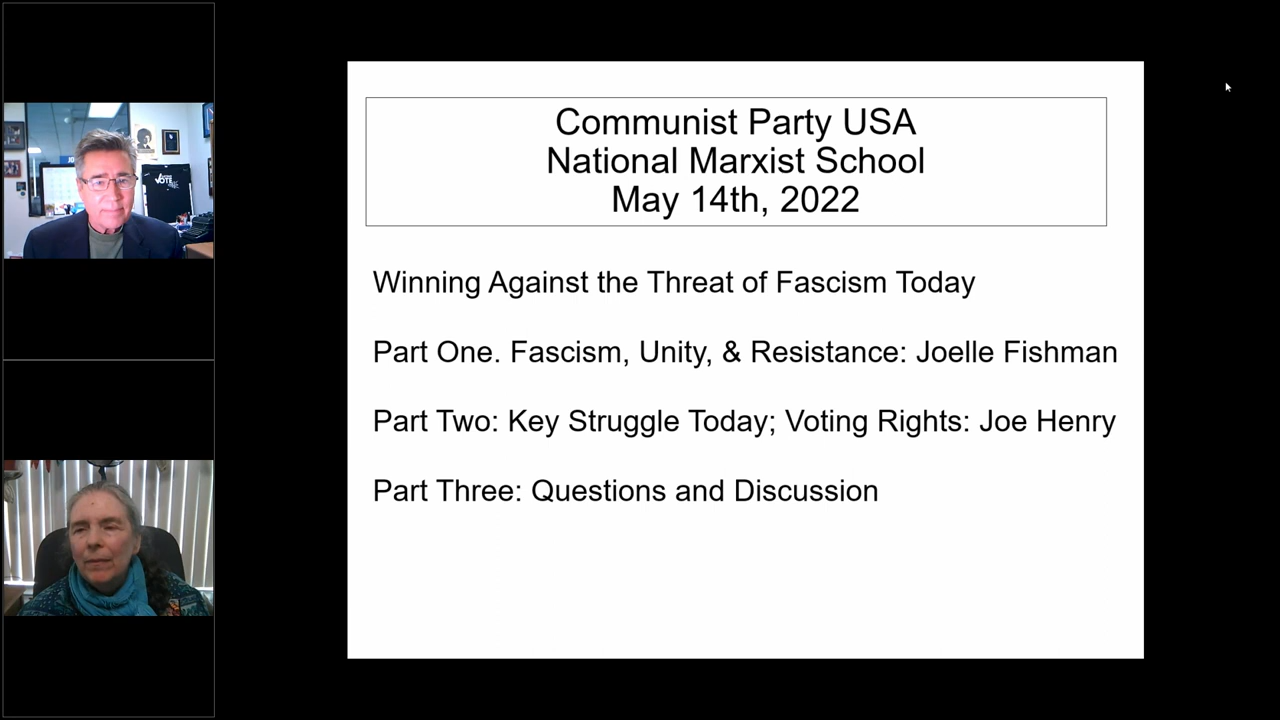 Communist Party USA
National Marxist School
May 14th, 2022
Winning Against the Threat of Fascism Today
Part One. Fascism, Unity, & Resistance: Joelle Fishman
Part Two: Key Struggle Today; Voting Rights: Joe Henry
Part Three: Questions and Discussion
VOTE